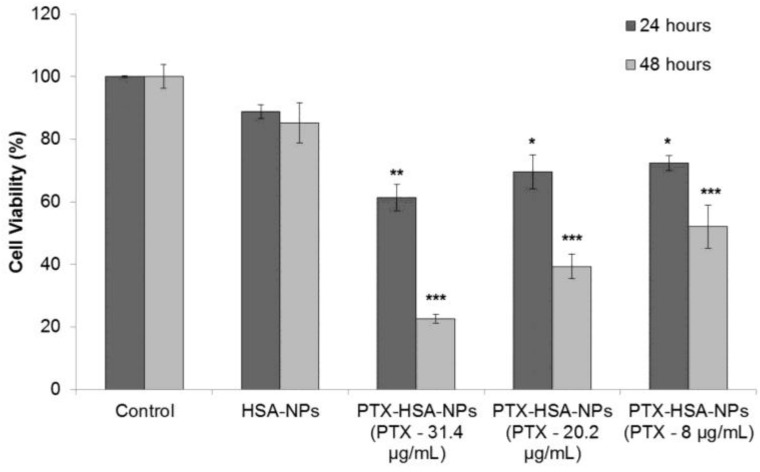 120
100
80
60
40
20
0
Cell Viability (%)
24 hours
48 hours
**
***
*
***
*
***
Control
HSA-NPs
PTX-HSA-NPs
(PTX - 31.4
µg/mL)
PTX-HSA-NPs
(PTX - 20.2
µg/mL)
PTX-HSA-NPs
(PTX - 8 µg/mL)